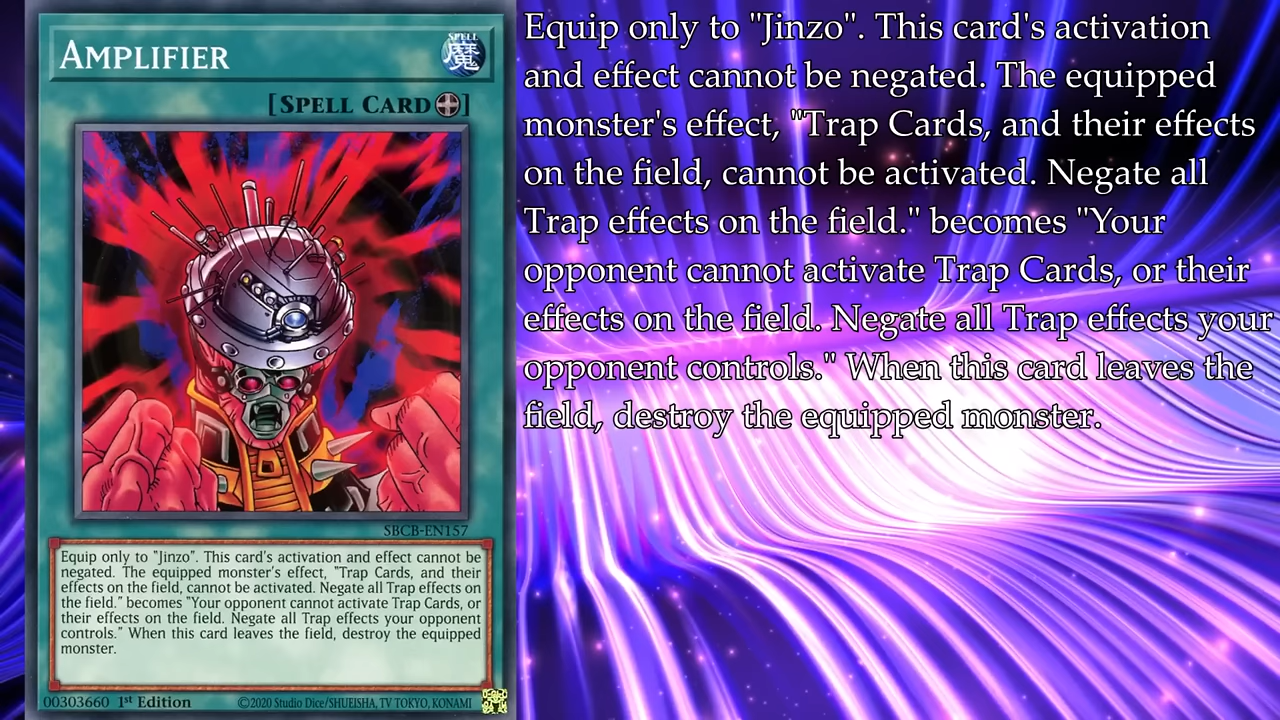 AMPLIFIER
SPELL
魔
[SPELL CARD]
SBCB-EN157
Equip only to "Jinzo". This card's activation and effect cannot be
negated. The equipped monster's effect, "Trap Cards, and their
effects on the field, cannot be activated. Negate all Trap effects on
the field." becomes "Your opponent cannot activate Trap Cards, or
their effects on the field. Negate all Trap effects your opponent
controls." When this card leaves the field, destroy the equipped
monster.
00303660 1st Edition ©2020 Studio Dice/SHUEISHA, TV TOKYO, KONAMI
Equip only to "Jinzo". This card's activation
and effect cannot be negated. The equipped
monster's effect, "Trap Cards, and their effects
on the field, cannot be activated. Negate all
Trap effects on the field." becomes "Your
opponent cannot activate Trap Cards, or their
effects on the field. Negate all Trap effects your
opponent controls." When this card leaves the
field, destroy the equipped monster.